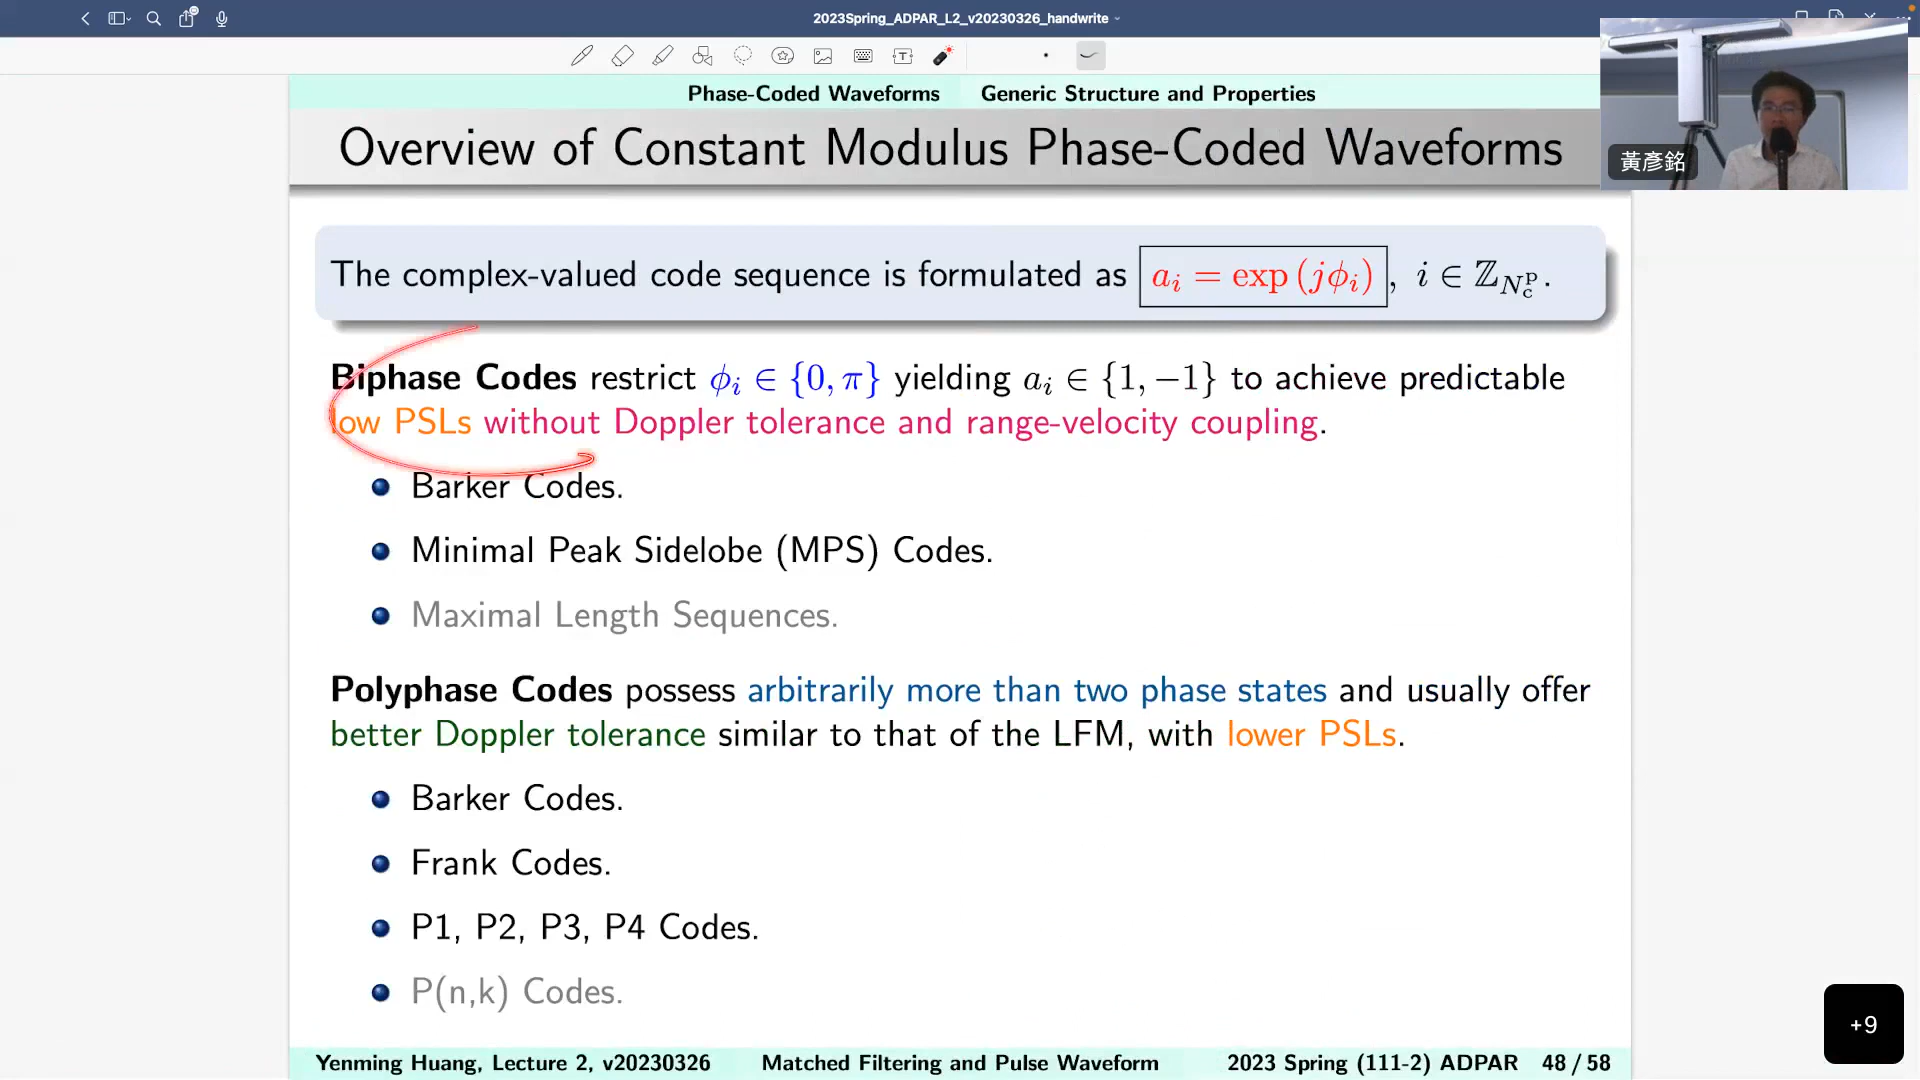 2023Spring_ADPAR_L2_v20230326_handwrite
Phase-Coded Waveforms Generic Structure and Properties
Overview of Constant Modulus Phase-Coded Waveforms
黃彥銘
The complex-valued code sequence is formulated as a_i = exp (jϕ_i), i ∈ ℤ_{N_c^p}.
Biphase Codes restrict ϕ_i ∈ {0, π} yielding a_i ∈ {1, −1} to achieve predictable
low PSLs without Doppler tolerance and range-velocity coupling.
Barker Codes.
Minimal Peak Sidelobe (MPS) Codes.
Maximal Length Sequences.
Polyphase Codes possess arbitrarily more than two phase states and usually offer
better Doppler tolerance similar to that of the LFM, with lower PSLs.
Barker Codes.
Frank Codes.
P1, P2, P3, P4 Codes.
P(n,k) Codes.
+9
Yenming Huang, Lecture 2, v20230326 Matched Filtering and Pulse Waveform 2023 Spring (111-2) ADPAR 48 / 58